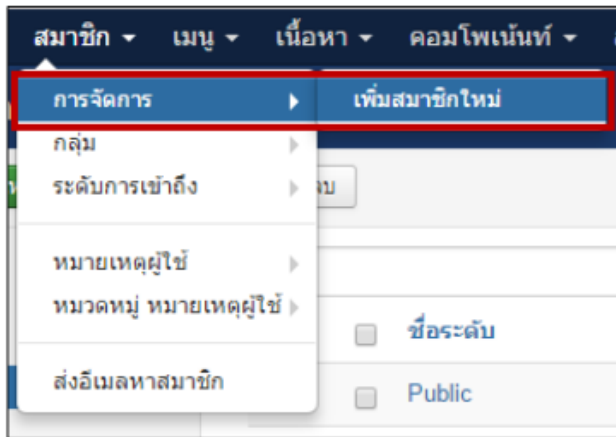 สมาชิก เมนู เนื้อหา คอมโพเน้นท์
การจัดการ เพิ่มสมาชิกใหม่
กลุ่ม
ระดับการเข้าถึง
หมายเหตุผู้ใช้
หมวดหมู่ หมายเหตุผู้ใช้
ชื่อระดับ
ส่งอีเมลหาสมาชิก
Public